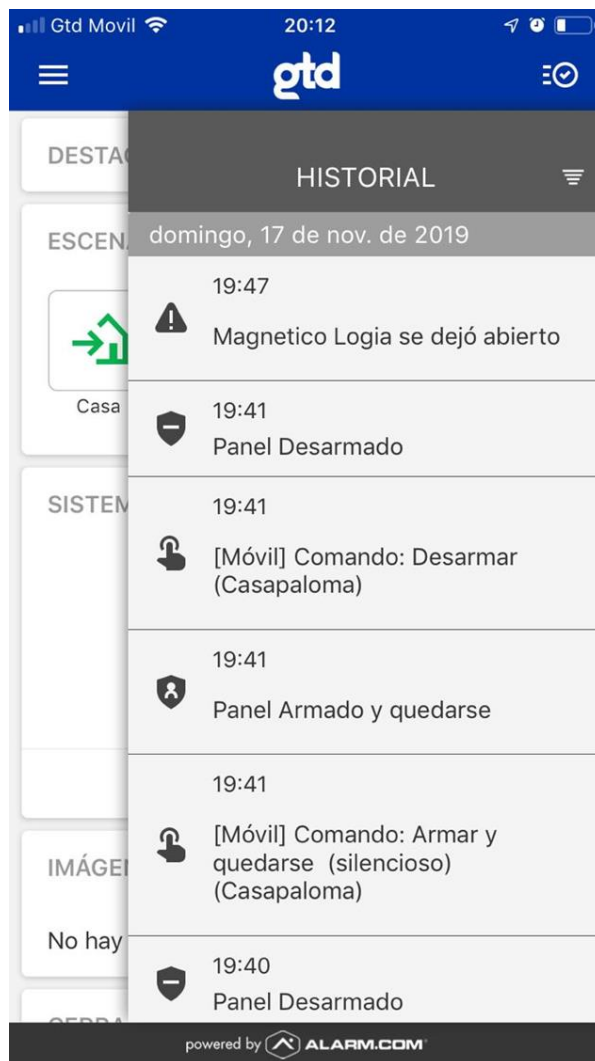 Gtd Movil
20:12
gtd
DESTA
HISTORIAL
ESCEN
domingo, 17 de nov. de 2019
19:47
Magnetico Logia se dejó abierto
Casa
19:41
Panel Desarmado
SISTEM
19:41
[Móvil] Comando: Desarmar
(Casapaloma)
19:41
Panel Armado y quedarse
19:41
[Móvil] Comando: Armar y
quedarse (silencioso)
(Casapaloma)
IMÁGE
No hay
19:40
Panel Desarmado
powered by ALARM.COM